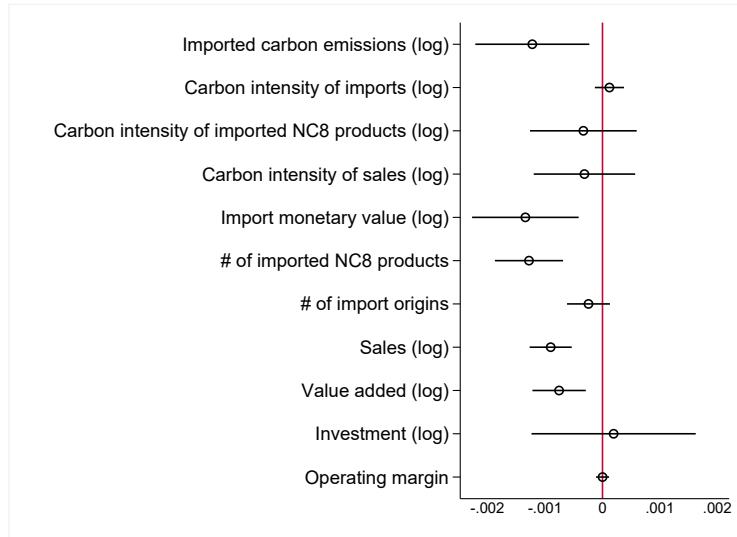 Imported carbon emissions (log)
Carbon intensity of imports (log)
Carbon intensity of imported NC8 products (log)
Carbon intensity of sales (log)
Import monetary value (log)
# of imported NC8 products
# of import origins
Sales (log)
Value added (log)
Investment (log)
Operating margin
-.002 -.001 0 .001 .002